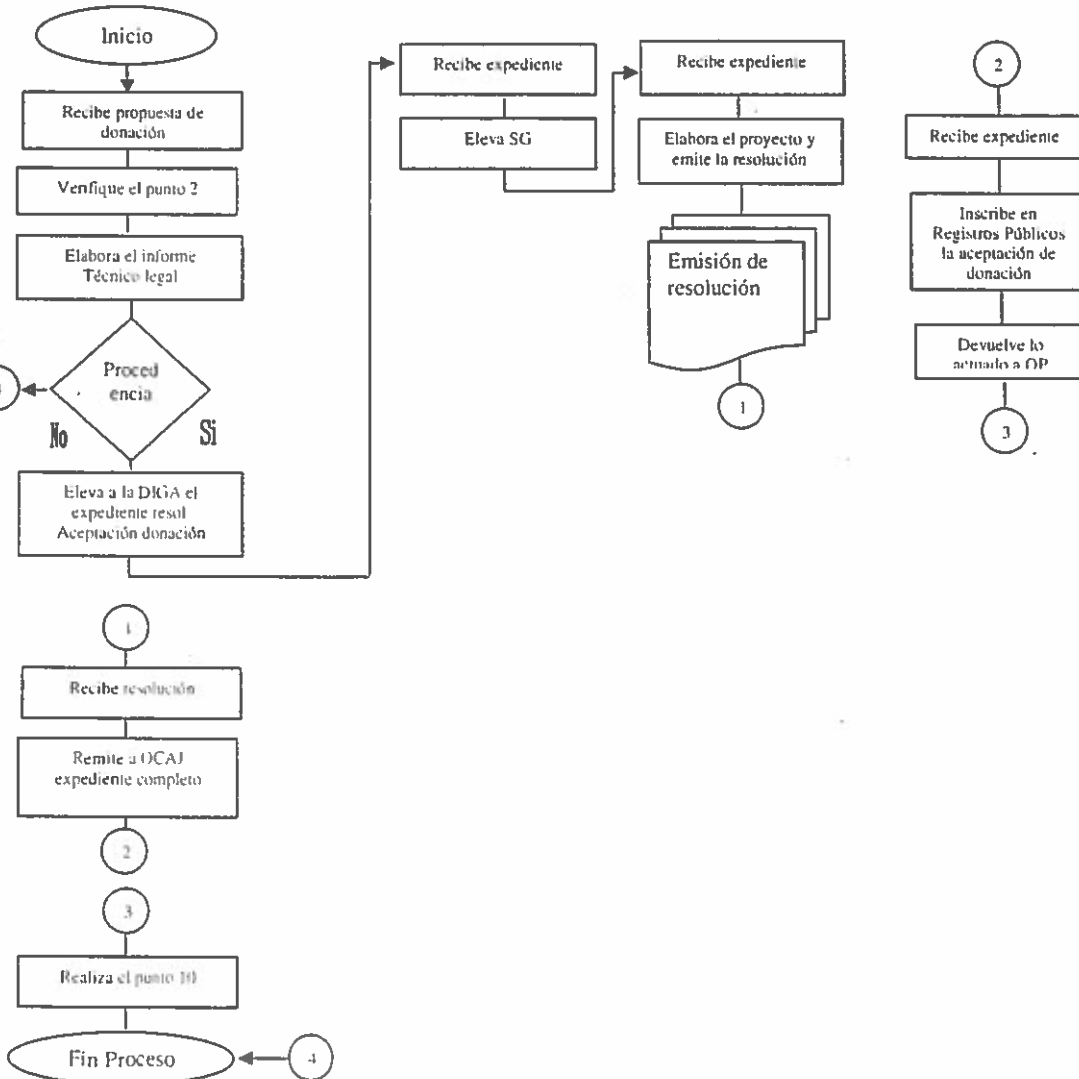 Inicio
Recibe propuesta de
donación
Verifique el punto 2
Elabora el informe
Técnico legal
Proced
encia
No
Si
Eleva a la DIGA el
expediente resol
Aceptación donación
Recibe expediente
Eleva SG
Recibe expediente
Elabora el proyecto y
emite la resolución
Emisión de
resolución
1
2
Recibe expediente
Inscribe en
Registros Públicos
la aceptación de
donación
Devuelve lo
actuado a OP
3
1
Recibe resolución
Remite a OCAJ
expediente completo
2
3
Realiza el punto 10
Fin Proceso
4